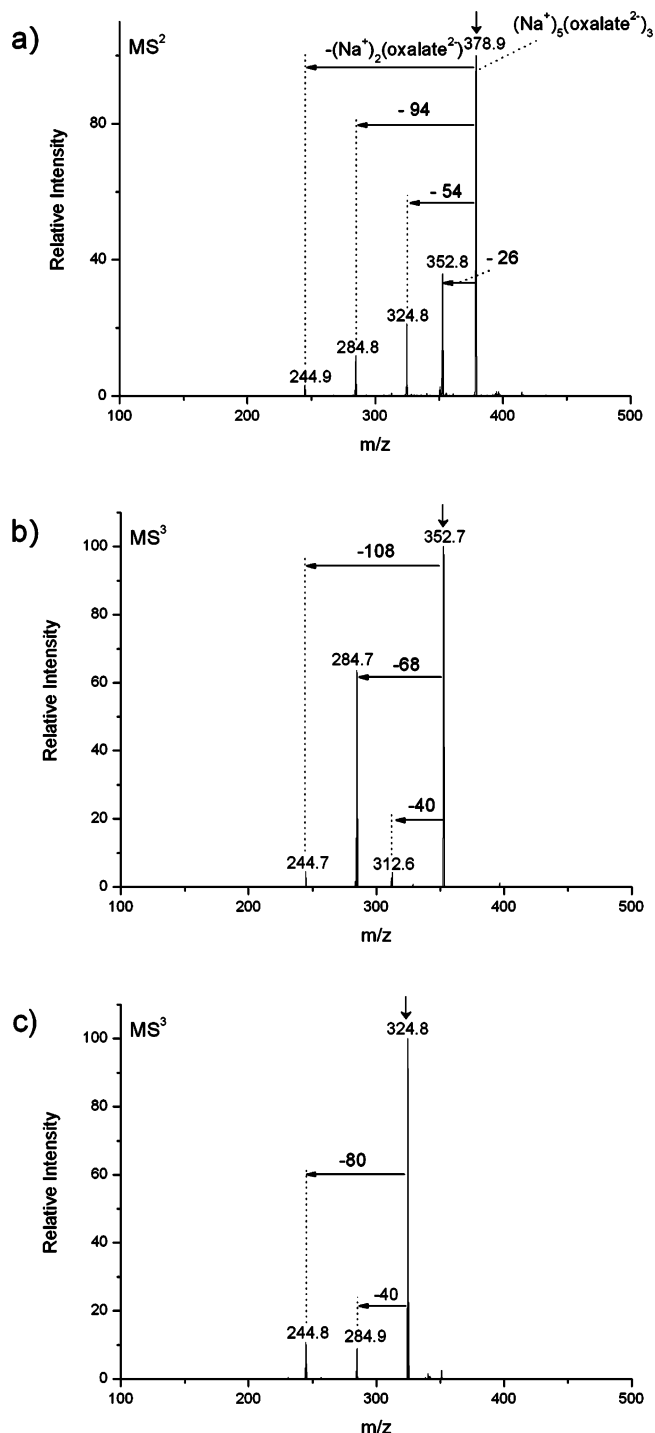 a)
MS²
-(Na⁺)₂(oxalate²⁻)
378.9
(Na⁺)₅(oxalate²⁻)₃
- 94
- 54
- 26
352.8
324.8
284.8
244.9
80
40
0
Relative Intensity
100 200 300 400 500
m/z
b)
MS³
352.7
-108
284.7
-68
-40
244.7
312.6
100
80
60
40
20
0
Relative Intensity
100 200 300 400 500
m/z
c)
MS³
324.8
-80
-40
244.8
284.9
100
80
60
40
20
0
Relative Intensity
100 200 300 400 500
m/z